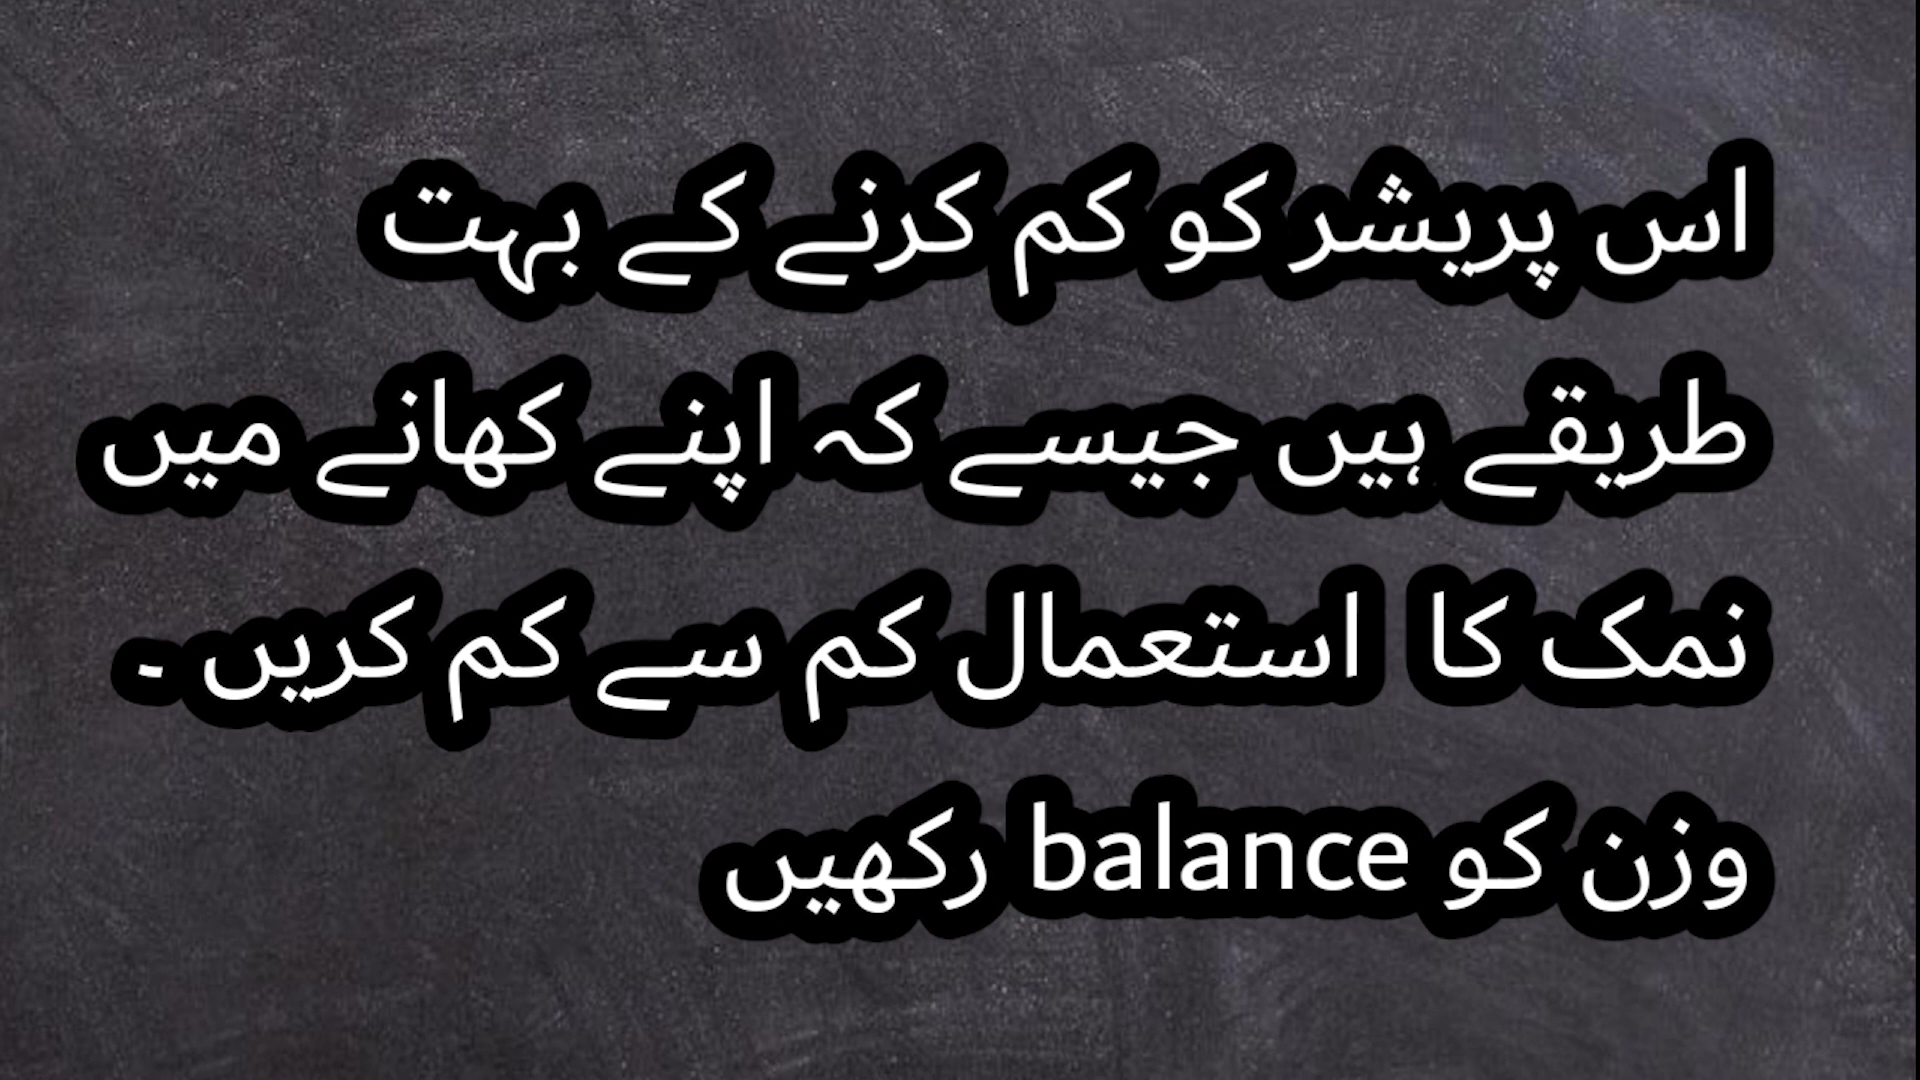 اس پریشر کو کم کرنے کے بہت
طریقے ہیں جیسے کہ اپنے کھانے میں
نمک کا استعمال کم سے کم کریں ۔
وزن کو balance رکھیں